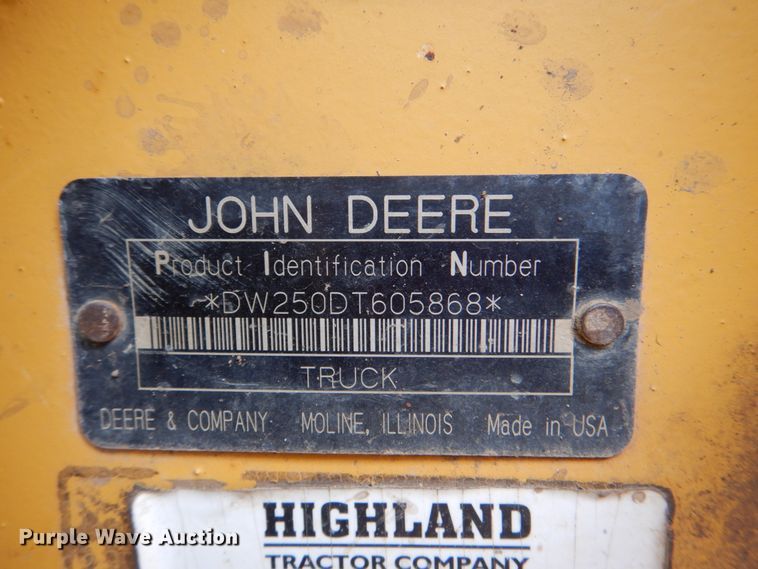 JOHN DEERE
Product Identification Number
*DW250DT605868*
TRUCK
DEERE & COMPANY MOLINE, ILLINOIS Made in USA
HIGHLAND
TRACTOR COMPANY
Purple Wave Auction